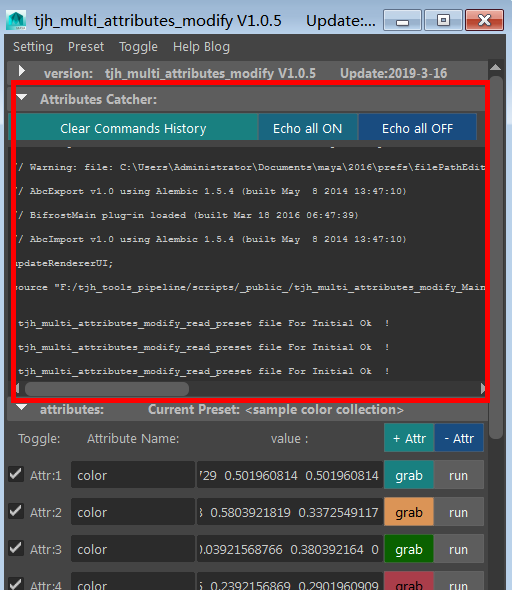 tjh_multi_attributes_modify V1.0.5 Update:...
Setting Preset Toggle Help Blog
version: tjh_multi_attributes_modify V1.0.5 Update:2019-3-16
Attributes Catcher:
Clear Commands History Echo all ON Echo all OFF
// Warning: file: C:\Users\Administrator\Documents\maya\2016\prefs\filePathEdit
// AbcExport v1.0 using Alembic 1.5.4 (built May  8 2014 13:47:10)
// BifrostMain plug-in loaded (built Mar 18 2016 06:47:39)
// AbcImport v1.0 using Alembic 1.5.4 (built May  8 2014 13:47:10)
updateRendererUI;
source "F:/tjh_tools_pipeline/scripts/_public_/tjh_multi_attributes_modify_Main
tjh_multi_attributes_modify_read_preset file For Initial Ok  !
tjh_multi_attributes_modify_read_preset file For Initial Ok  !
tjh_multi_attributes_modify_read_preset file For Initial Ok  !
attributes: Current Preset: <sample color collection>
Toggle: Attribute Name: value : + Attr - Attr
Attr:1 color 729 0.501960814 0.501960814 grab run
Attr:2 color 3 0.5803921819 0.3372549117 grab run
Attr:3 color 0.03921568766 0.380392164 0 grab run
Attr:4 color 5 0.2392156869 0.2901960909 grab run